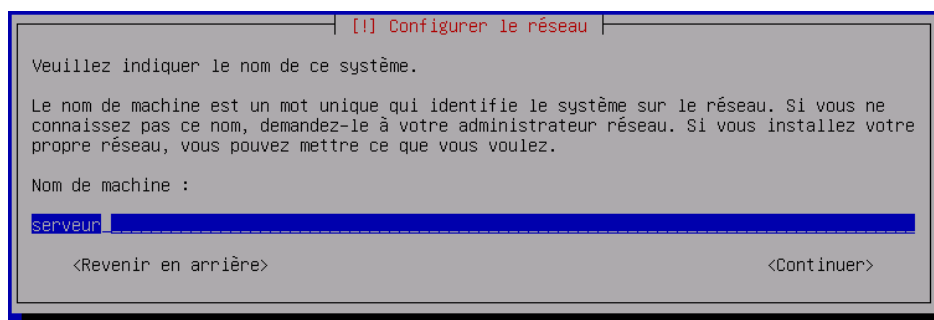 [!] Configurer le réseau
Veuillez indiquer le nom de ce système.
Le nom de machine est un mot unique qui identifie le système sur le réseau. Si vous ne
connaissez pas ce nom, demandez-le à votre administrateur réseau. Si vous installez votre
propre réseau, vous pouvez mettre ce que vous voulez.
Nom de machine :
serveur
<Revenir en arrière> <Continuer>